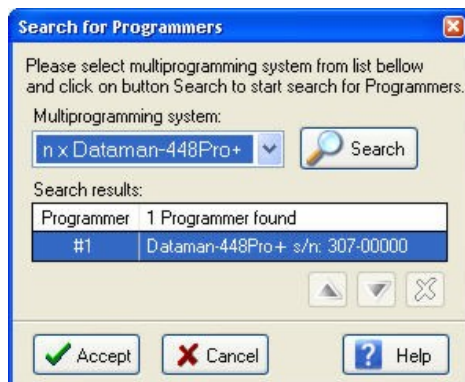 Search for Programmers
Please select multiprogramming system from list bellow
and click on button Search to start search for Programmers.
Multiprogramming system:
n x Dataman-448Pro+
Search
Search results:
Programmer 1 Programmer found
#1 Dataman-448Pro+ s/n: 307-00000
Accept
Cancel
? Help